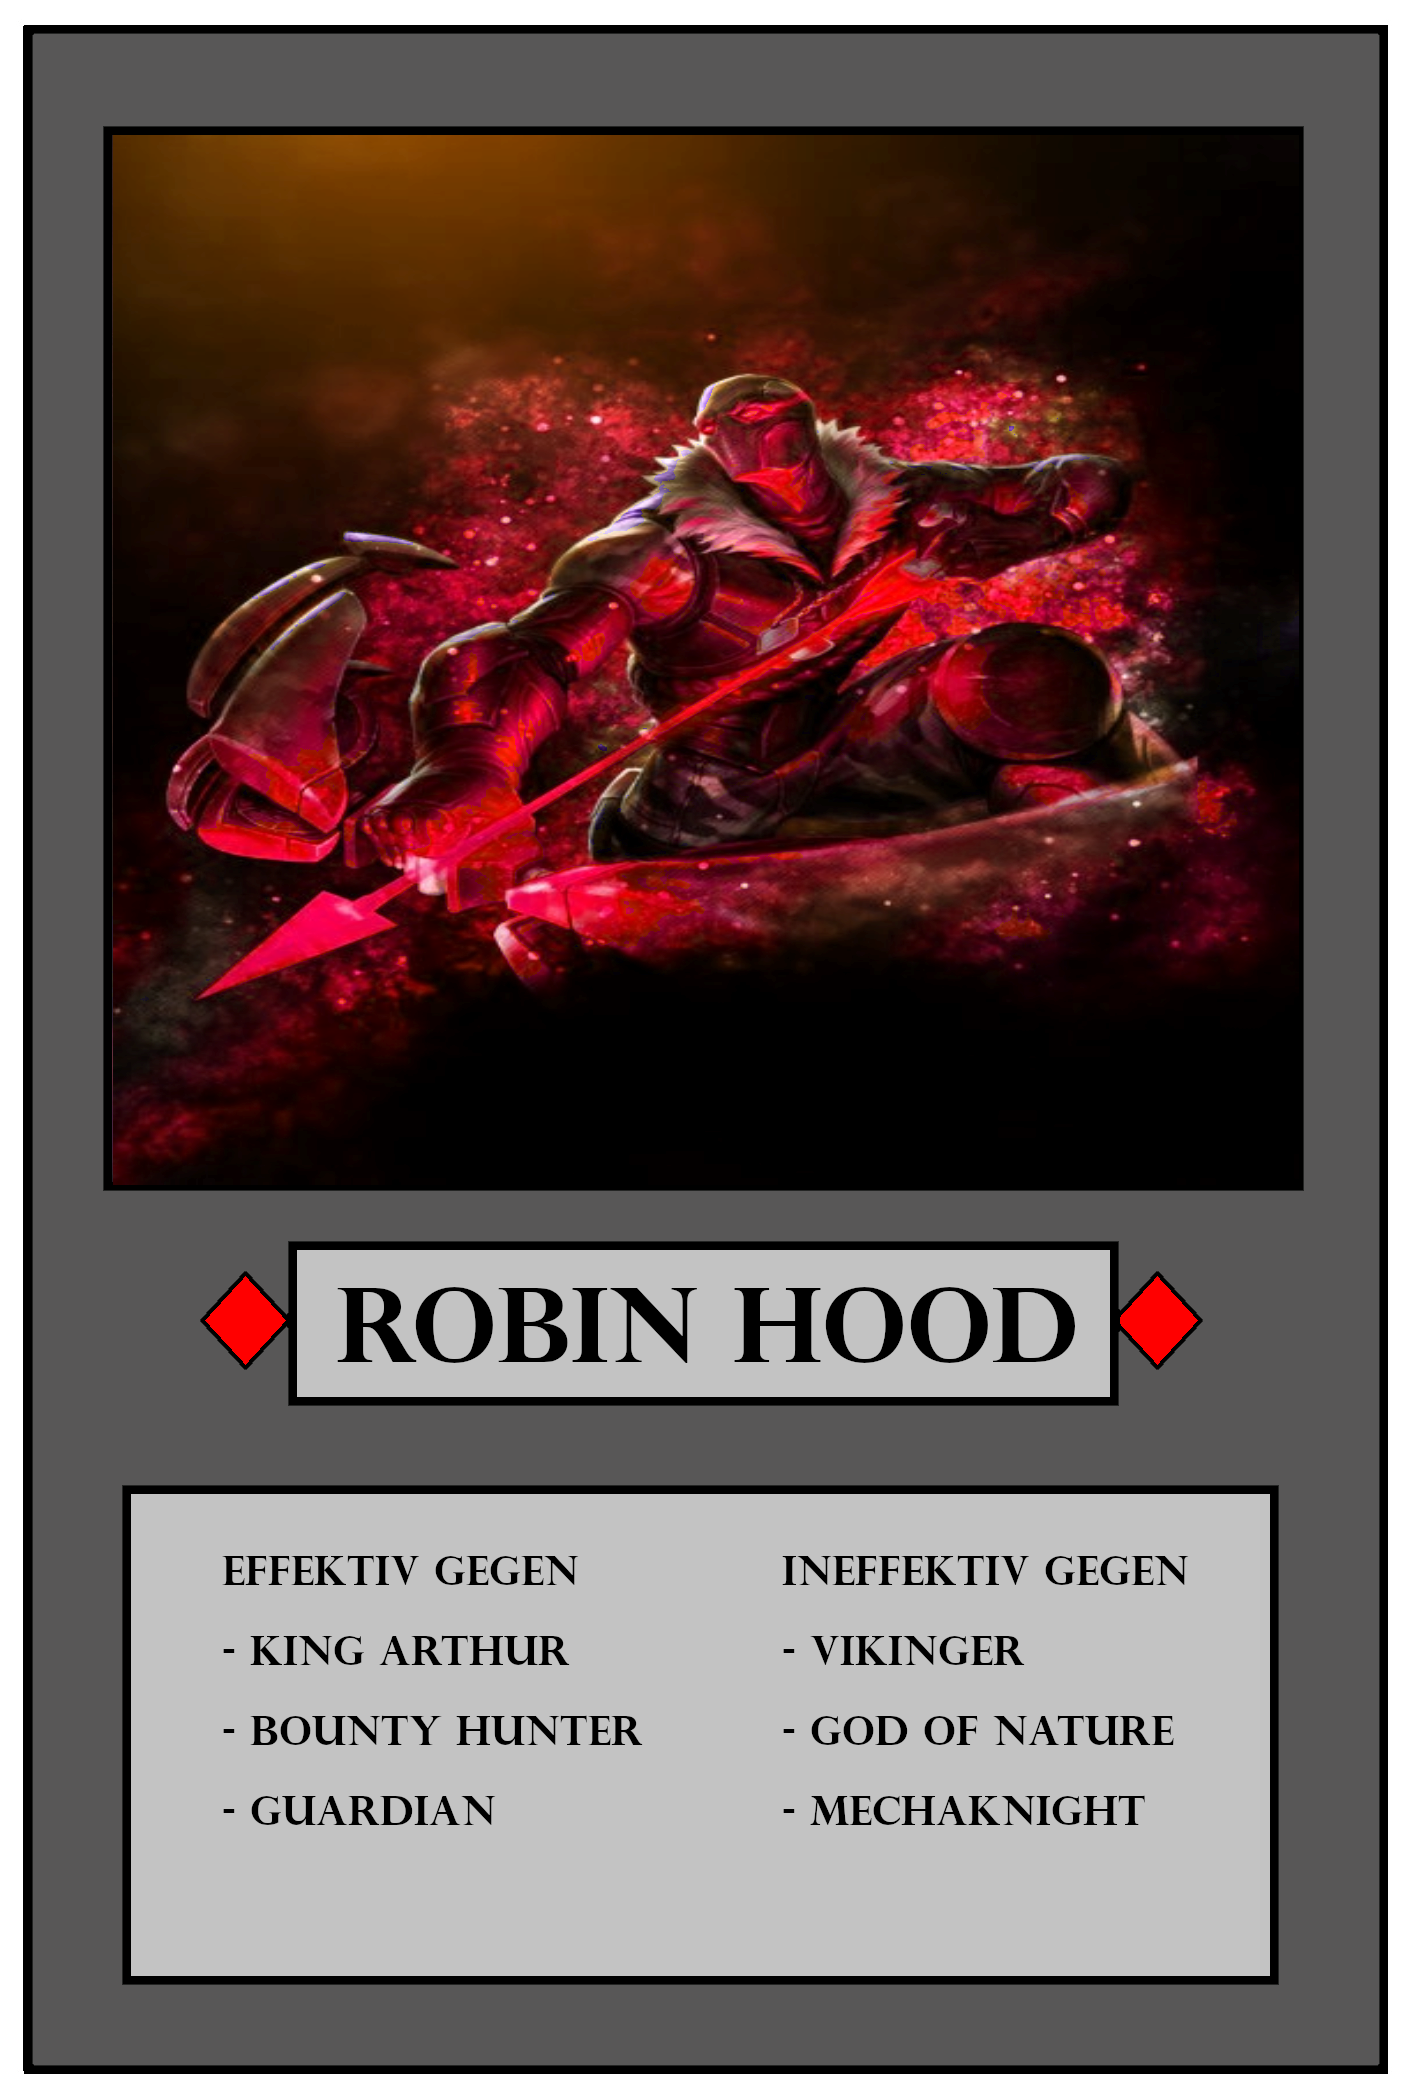 ROBIN HOOD
EFFEKTIV GEGEN
- KING ARTHUR
- BOUNTY HUNTER
- GUARDIAN
INEFFEKTIV GEGEN
- VIKINGER
- GOD OF NATURE
- MECHAKNIGHT